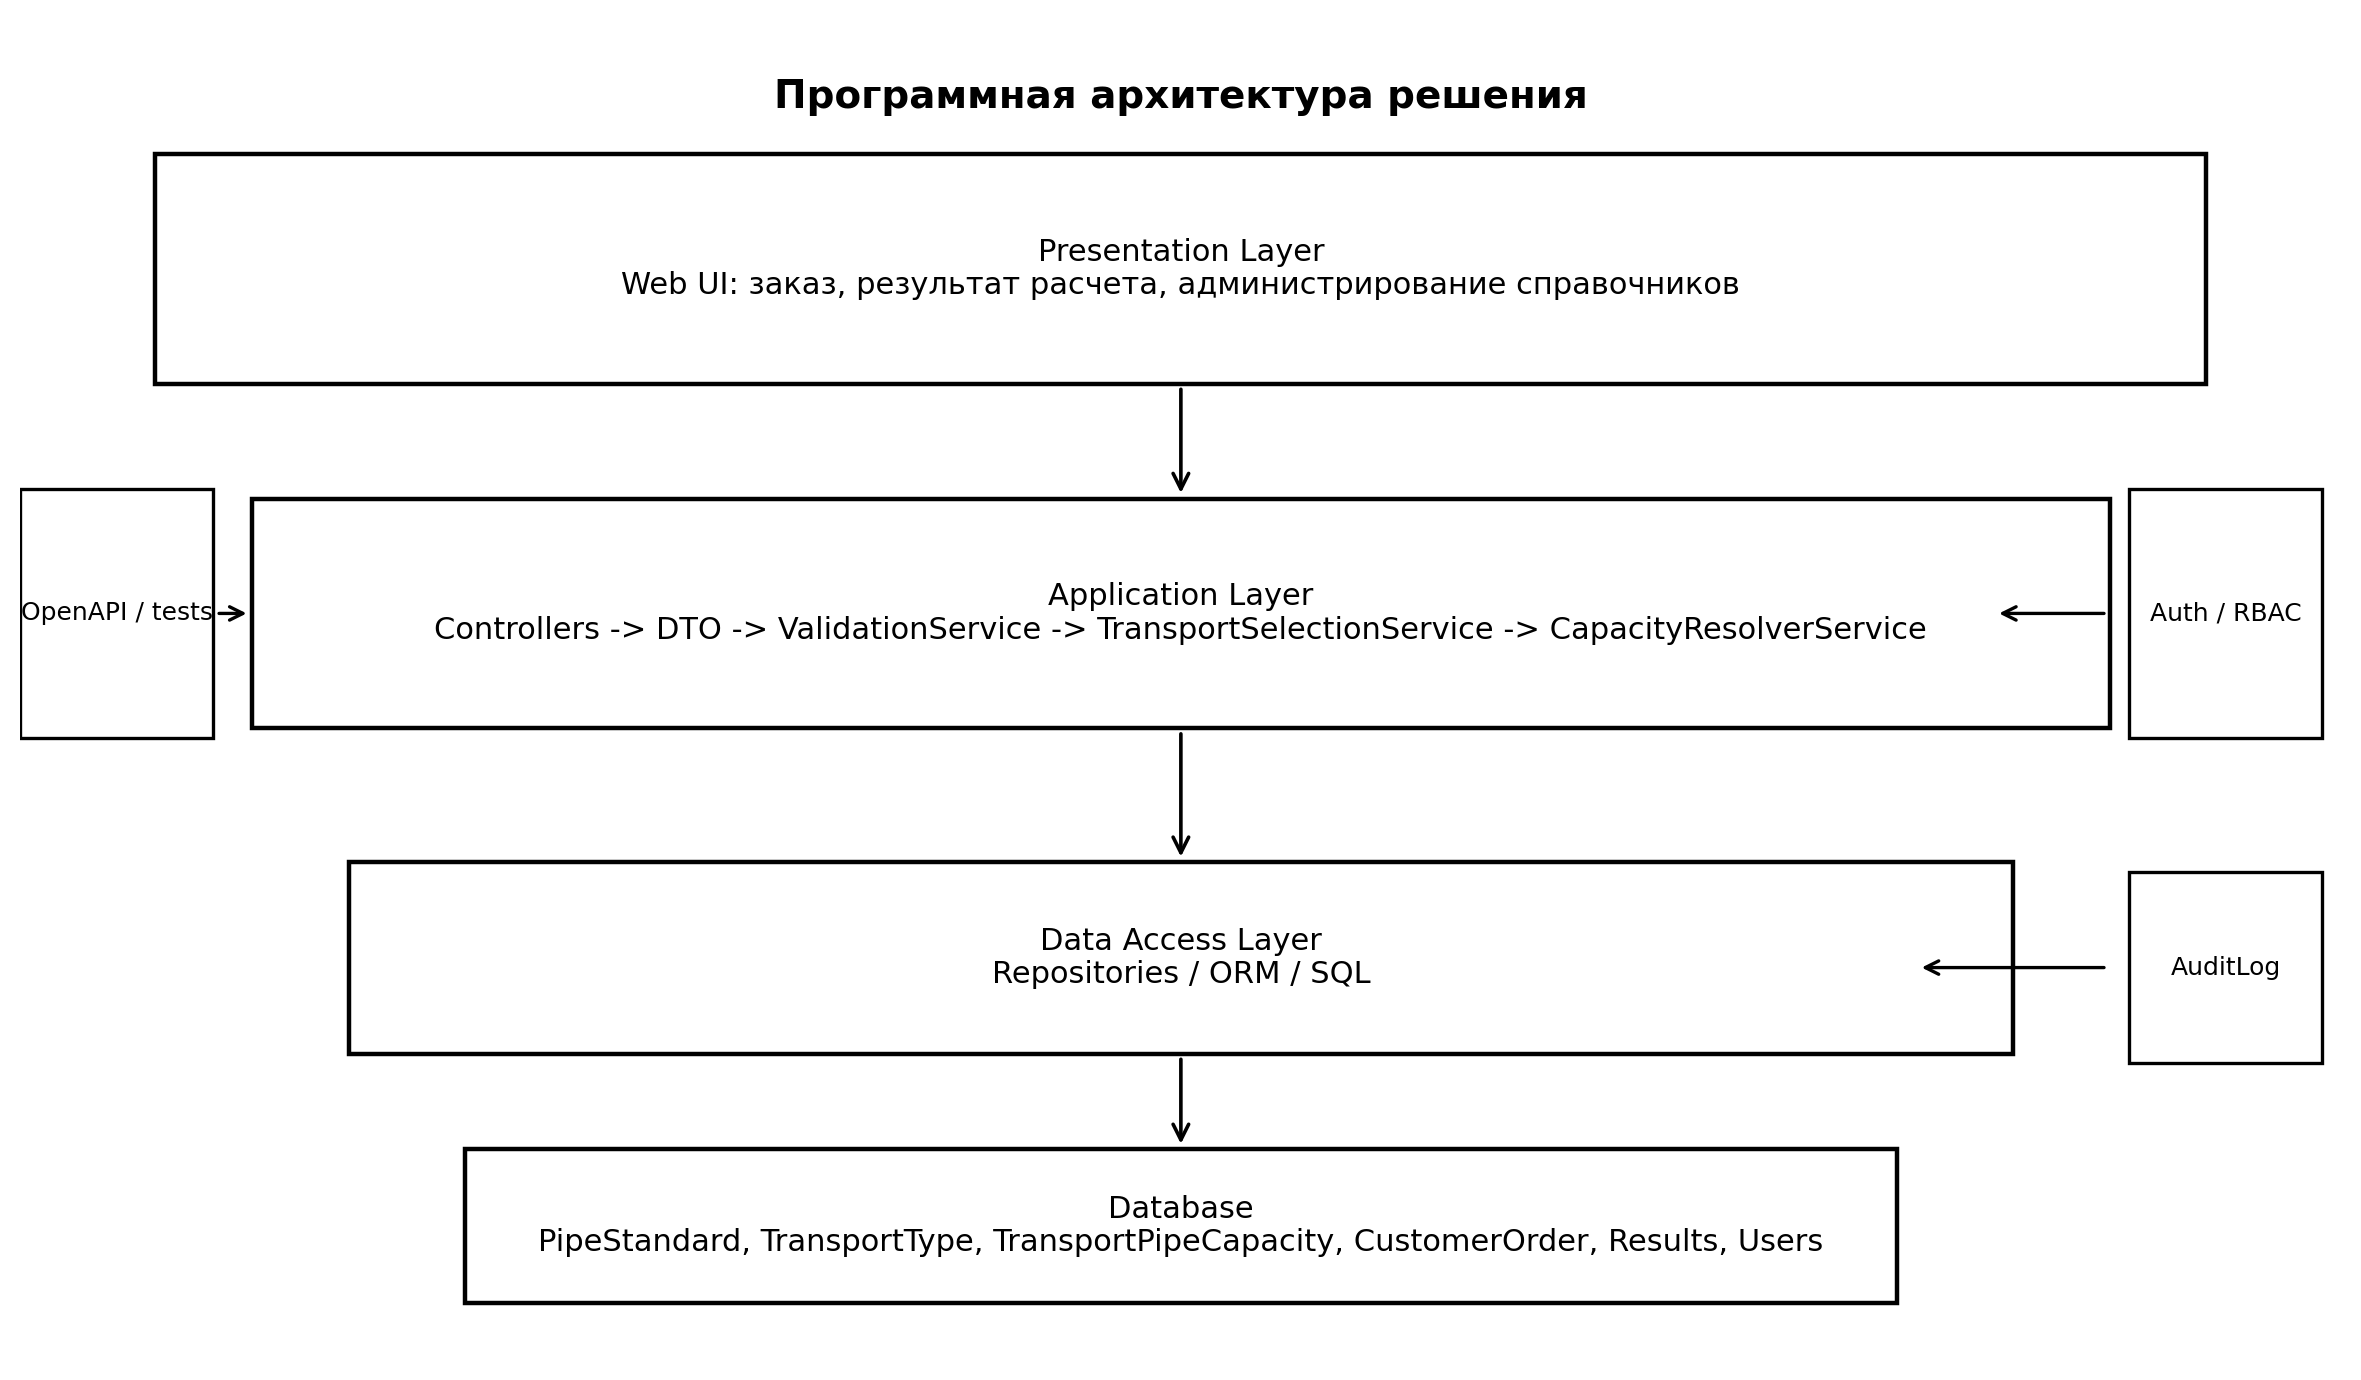 Программная архитектура решения
Presentation Layer
Web UI: заказ, результат расчета, администрирование справочников
OpenAPI / tests
Application Layer
Controllers -> DTO -> ValidationService -> TransportSelectionService -> CapacityResolverService
Auth / RBAC
Data Access Layer
Repositories / ORM / SQL
AuditLog
Database
PipeStandard, TransportType, TransportPipeCapacity, CustomerOrder, Results, Users